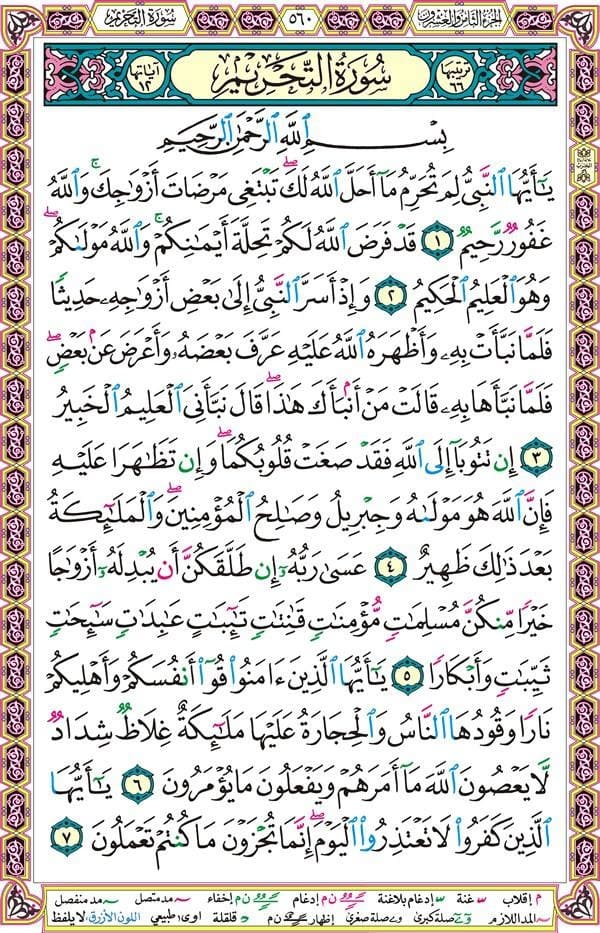 الجزء الثامن والعشرون
٥٦٠
سورة التحريم
ترتيبها ٦٦
سُورَةُ التَّحْرِيمِ
آياتها ١٢
بِسْمِ ٱللَّهِ ٱلرَّحْمَٰنِ ٱلرَّحِيمِ
يَٰٓأَيُّهَا ٱلنَّبِىُّ لِمَ تُحَرِّمُ مَآ أَحَلَّ ٱللَّهُ لَكَ ۖ تَبْتَغِى مَرْضَاتَ أَزْوَٰجِكَ ۚ وَٱللَّهُ
غَفُورٌ رَّحِيمٌ ١ قَدْ فَرَضَ ٱللَّهُ لَكُمْ تَحِلَّةَ أَيْمَٰنِكُمْ ۚ وَٱللَّهُ مَوْلَىٰكُمْ ۖ
وَهُوَ ٱلْعَلِيمُ ٱلْحَكِيمُ ٢ وَإِذْ أَسَرَّ ٱلنَّبِىُّ إِلَىٰ بَعْضِ أَزْوَٰجِهِۦ حَدِيثًا
فَلَمَّا نَبَّأَتْ بِهِۦ وَأَظْهَرَهُ ٱللَّهُ عَلَيْهِ عَرَّفَ بَعْضَهُۥ وَأَعْرَضَ عَنۢ بَعْضٍ ۖ
فَلَمَّا نَبَّأَهَا بِهِۦ قَالَتْ مَنْ أَنۢبَأَكَ هَٰذَا ۖ قَالَ نَبَّأَنِىَ ٱلْعَلِيمُ ٱلْخَبِيرُ
٣ إِن تَتُوبَآ إِلَى ٱللَّهِ فَقَدْ صَغَتْ قُلُوبُكُمَا ۖ وَإِن تَظَٰهَرَا عَلَيْهِ
فَإِنَّ ٱللَّهَ هُوَ مَوْلَىٰهُ وَجِبْرِيلُ وَصَٰلِحُ ٱلْمُؤْمِنِينَ ۖ وَٱلْمَلَٰٓئِكَةُ
بَعْدَ ذَٰلِكَ ظَهِيرٌ ٤ عَسَىٰ رَبُّهُۥٓ إِن طَلَّقَكُنَّ أَن يُبْدِلَهُۥٓ أَزْوَٰجًا
خَيْرًا مِّنكُنَّ مُسْلِمَٰتٍ مُّؤْمِنَٰتٍ قَٰنِتَٰتٍ تَٰٓئِبَٰتٍ عَٰبِدَٰتٍ سَٰٓئِحَٰتٍ
ثَيِّبَٰتٍ وَأَبْكَارًا ٥ يَٰٓأَيُّهَا ٱلَّذِينَ ءَامَنُوا۟ قُوٓا۟ أَنفُسَكُمْ وَأَهْلِيكُمْ
نَارًا وَقُودُهَا ٱلنَّاسُ وَٱلْحِجَارَةُ عَلَيْهَا مَلَٰٓئِكَةٌ غِلَاظٌ شِدَادٌ
لَّا يَعْصُونَ ٱللَّهَ مَآ أَمَرَهُمْ وَيَفْعَلُونَ مَا يُؤْمَرُونَ ٦ يَٰٓأَيُّهَا
ٱلَّذِينَ كَفَرُوا۟ لَا تَعْتَذِرُوا۟ ٱلْيَوْمَ ۖ إِنَّمَا تُجْزَوْنَ مَا كُنتُمْ تَعْمَلُونَ ٧
م إقلاب غنة إدغام بلاغنة ن م إدغام ن إخفاء مد متصل مد منفصل
المد اللازم صلة كبرى صلة صغرى إظهار ن م قلقلة اوى: طبيعي اللون الأزرق: لا يلفظ